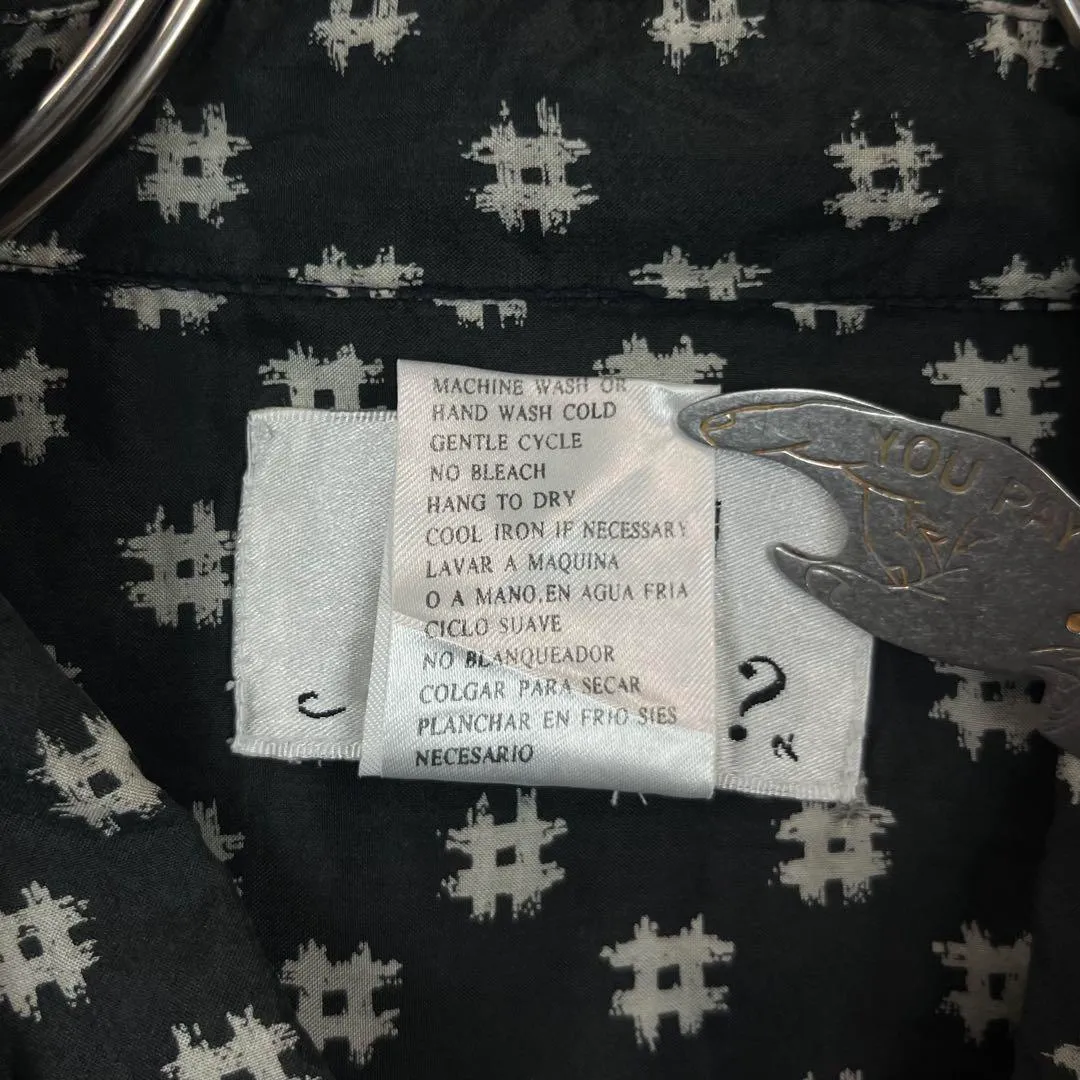 MACHINE WASH OR
HAND WASH COLD
GENTLE CYCLE
NO BLEACH
HANG TO DRY
COOL IRON IF NECESSARY
LAVAR A MAQUINA
O A MANO,EN AGUA FRIA
CICLO SUAVE
NO BLANQUEADOR
COLGAR PARA SECAR
PLANCHAR EN FRIO SIES
NECESARIO
YOU PAY
?